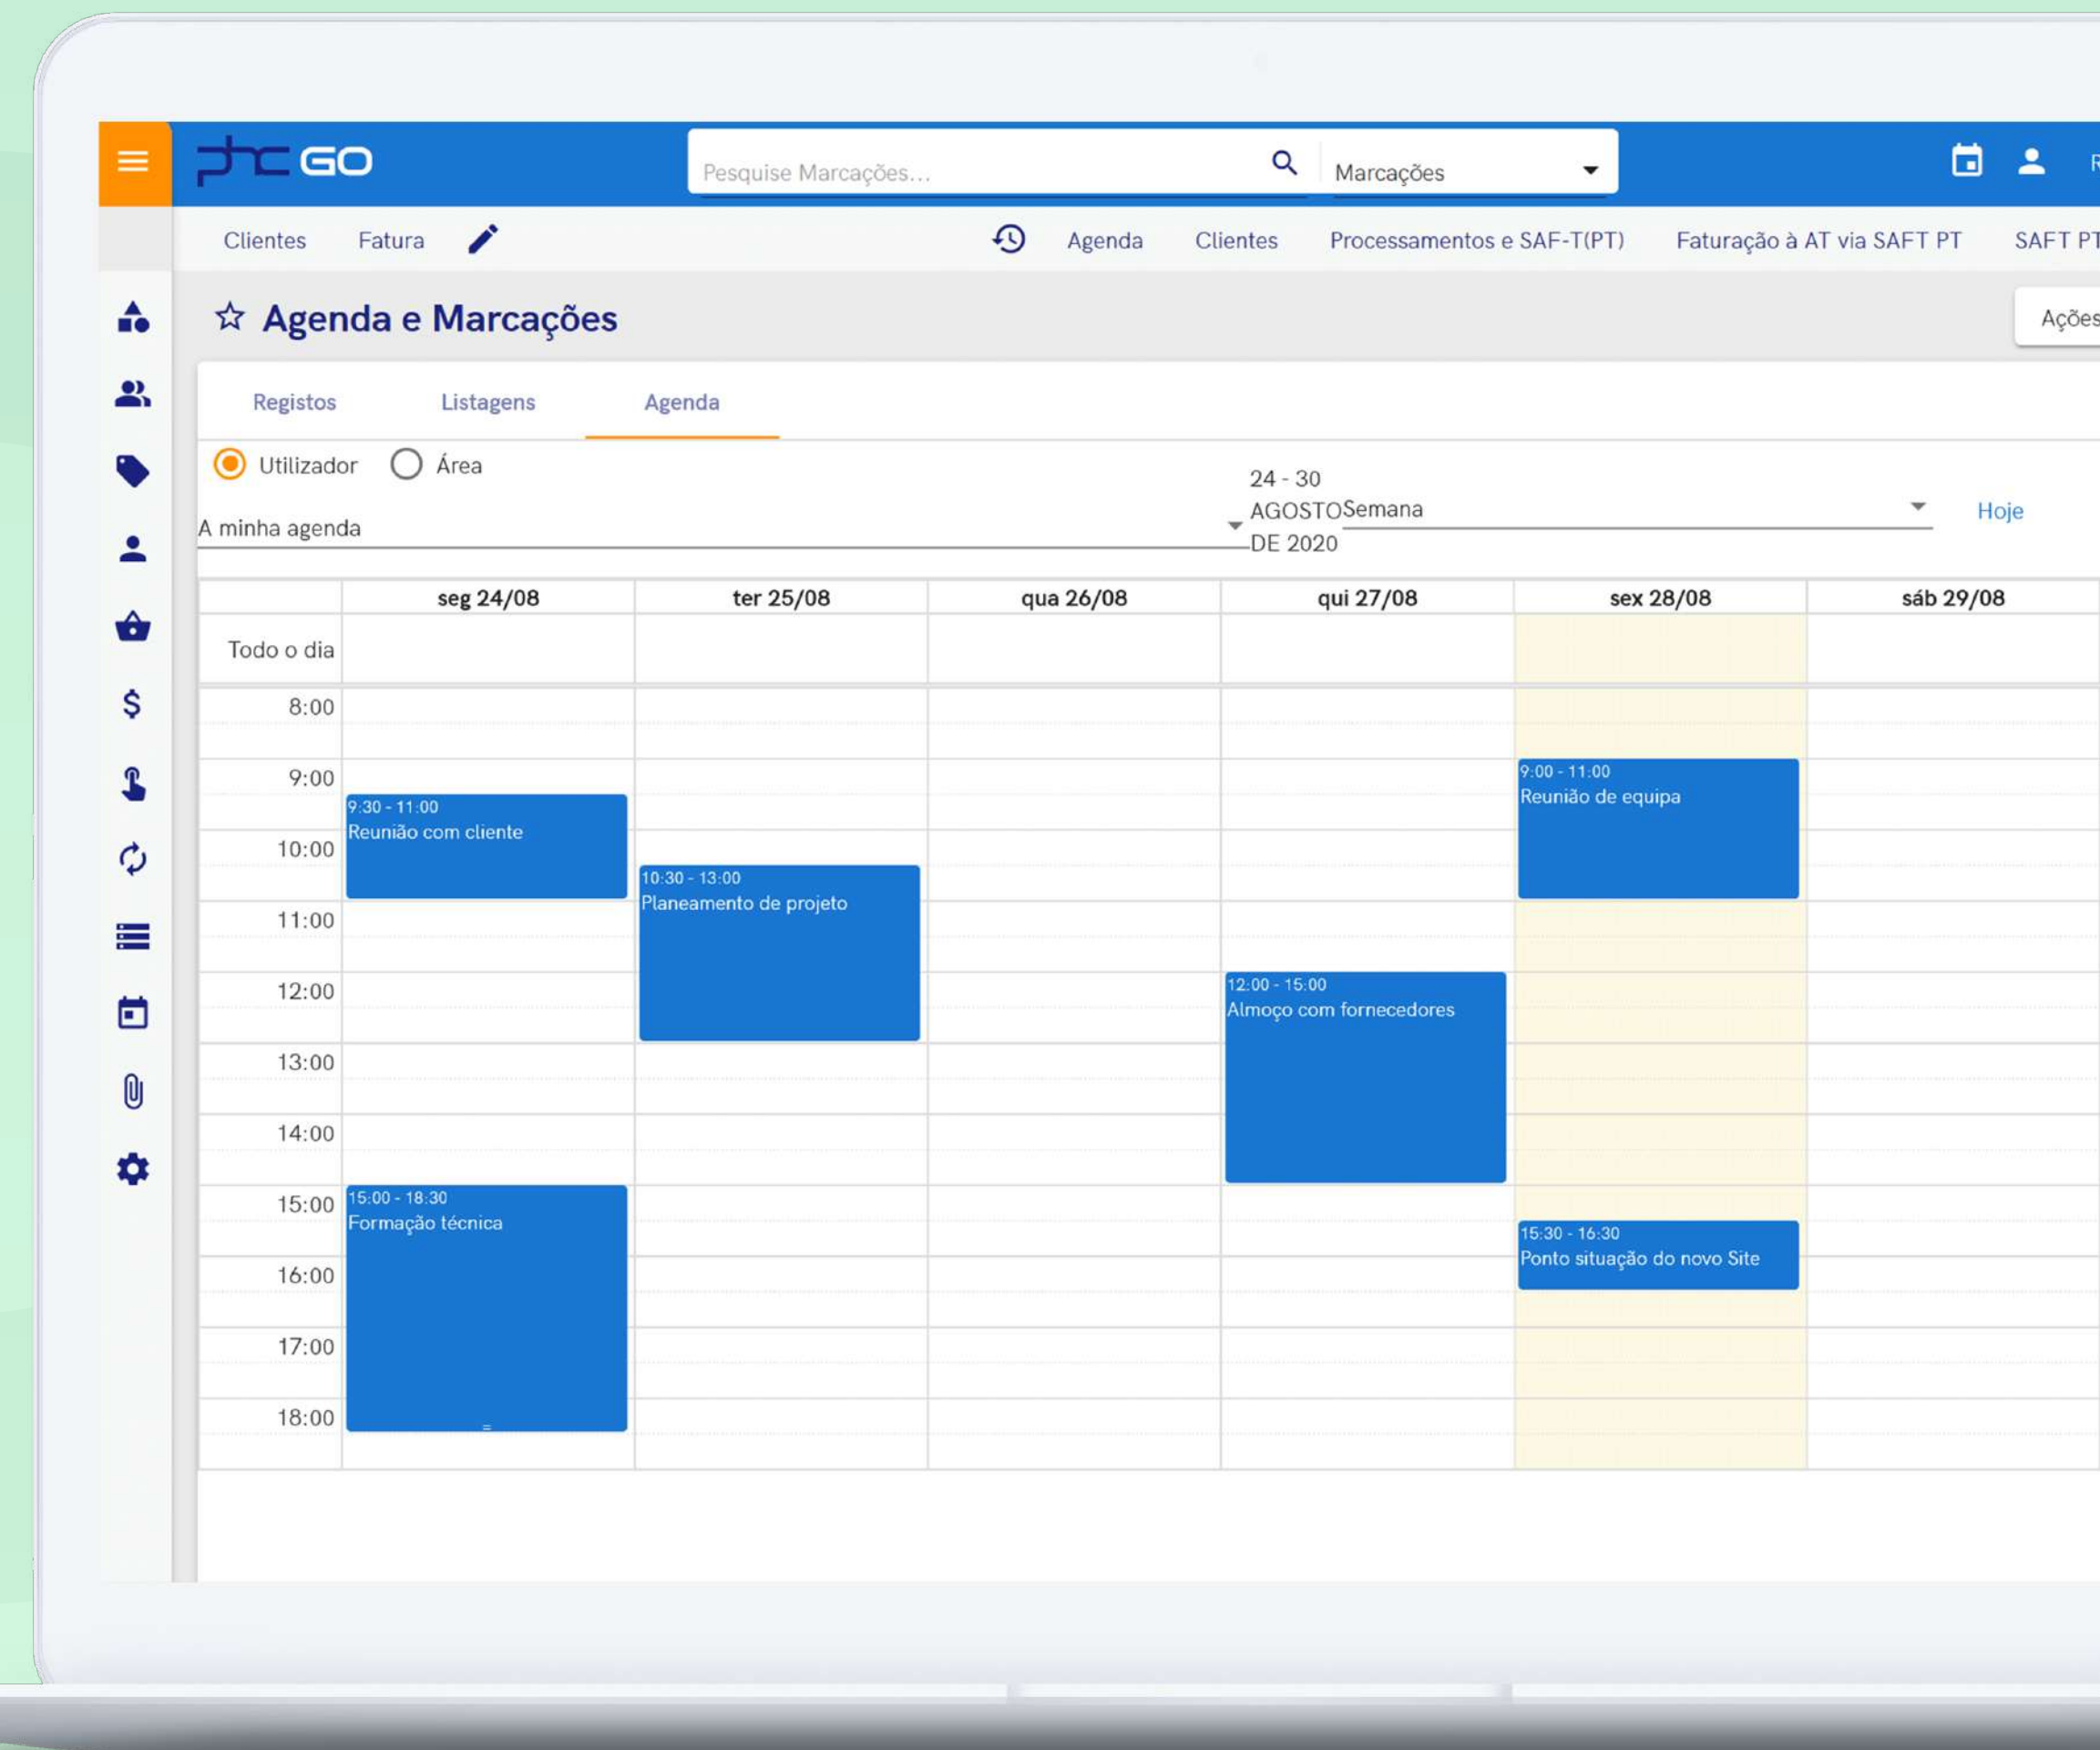 phc GO
Pesquise Marcações...
Marcações
Clientes
Fatura
Agenda
Clientes
Processamentos e SAF-T(PT)
Faturação à AT via SAFT PT
SAFT PT
Agenda e Marcações
Ações
Registos
Listagens
Agenda
Utilizador
Área
A minha agenda
24 - 30
AGOSTO
DE 2020
Semana
Hoje
seg 24/08
ter 25/08
qua 26/08
qui 27/08
sex 28/08
sáb 29/08
Todo o dia
8:00
9:00
10:00
11:00
12:00
13:00
14:00
15:00
16:00
17:00
18:00
9:30 - 11:00
Reunião com cliente
15:00 - 18:30
Formação técnica
10:30 - 13:00
Planeamento de projeto
12:00 - 15:00
Almoço com fornecedores
9:00 - 11:00
Reunião de equipa
15:30 - 16:30
Ponto situação do novo Site